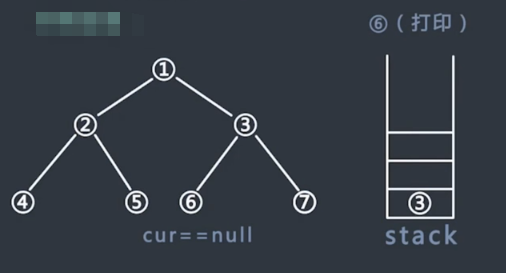 ⑥（打印）
①
② ③
④ ⑤ ⑥ ⑦
③
cur==null
stack